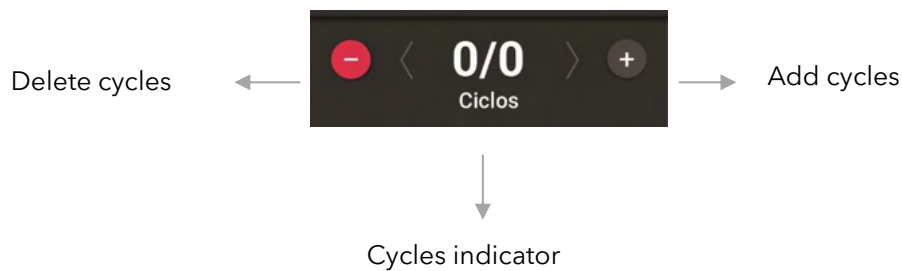 0/0
Ciclos
Delete cycles
Add cycles
Cycles indicator